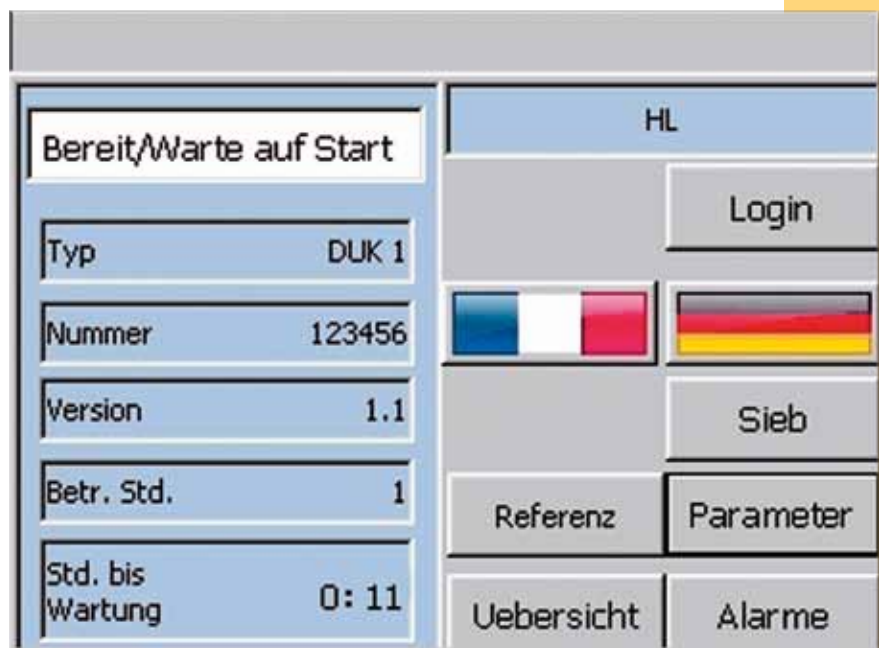 Bereit/Warte auf Start
Typ DUK 1
Nummer 123456
Version 1.1
Betr. Std. 1
Std. bis
Wartung 0: 11
HL
Login
Sieb
Referenz Parameter
Uebersicht Alarme